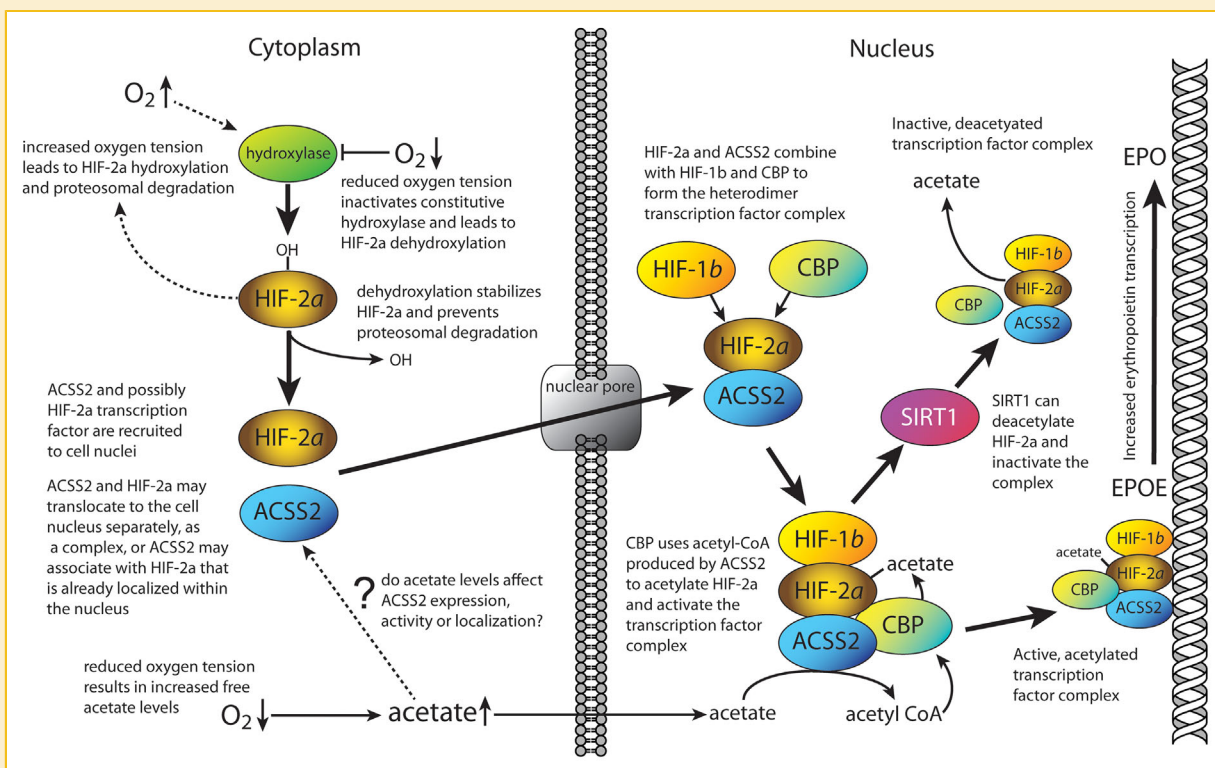 Cytoplasm
Nucleus
O2
increased oxygen tension
leads to HIF-2a hydroxylation
and proteosomal degradation
hydroxylase
O2
reduced oxygen tension
inactivates constitutive
hydroxylase and leads to
HIF-2a dehydroxylation
OH
HIF-2a
dehydroxylation stabilizes
HIF-2a and prevents
proteosomal degradation
OH
ACSS2 and possibly
HIF-2a transcription
factor are recruited
to cell nuclei
HIF-2a
ACSS2 and HIF-2a may
translocate to the cell
nucleus separately, as
a complex, or ACSS2 may
associate with HIF-2a that
is already localized within
the nucleus
ACSS2
? do acetate levels affect
ACSS2 expression,
activity or localization?
reduced oxygen tension
results in increased free
acetate levels
O2
acetate
nuclear pore
HIF-2a and ACSS2 combine
with HIF-1b and CBP to
form the heterodimer
transcription factor complex
HIF-1b
CBP
HIF-2a
ACSS2
Inactive, deacetyated
transcription factor complex
acetate
HIF-1b
HIF-2a
CBP
ACSS2
SIRT1
SIRT1 can
deacetylate
HIF-2a and
inactivate the
complex
EPO
Increased erythropoietin transcription
EPOE
CBP uses acetyl-CoA
produced by ACSS2
to acetylate HIF-2a
and activate the
transcription factor
complex
HIF-1b
acetate
HIF-2a
CBP
ACSS2
acetate
acetyl CoA
HIF-1b
acetate
HIF-2a
CBP
ACSS2
Active, acetylated
transcription
factor complex